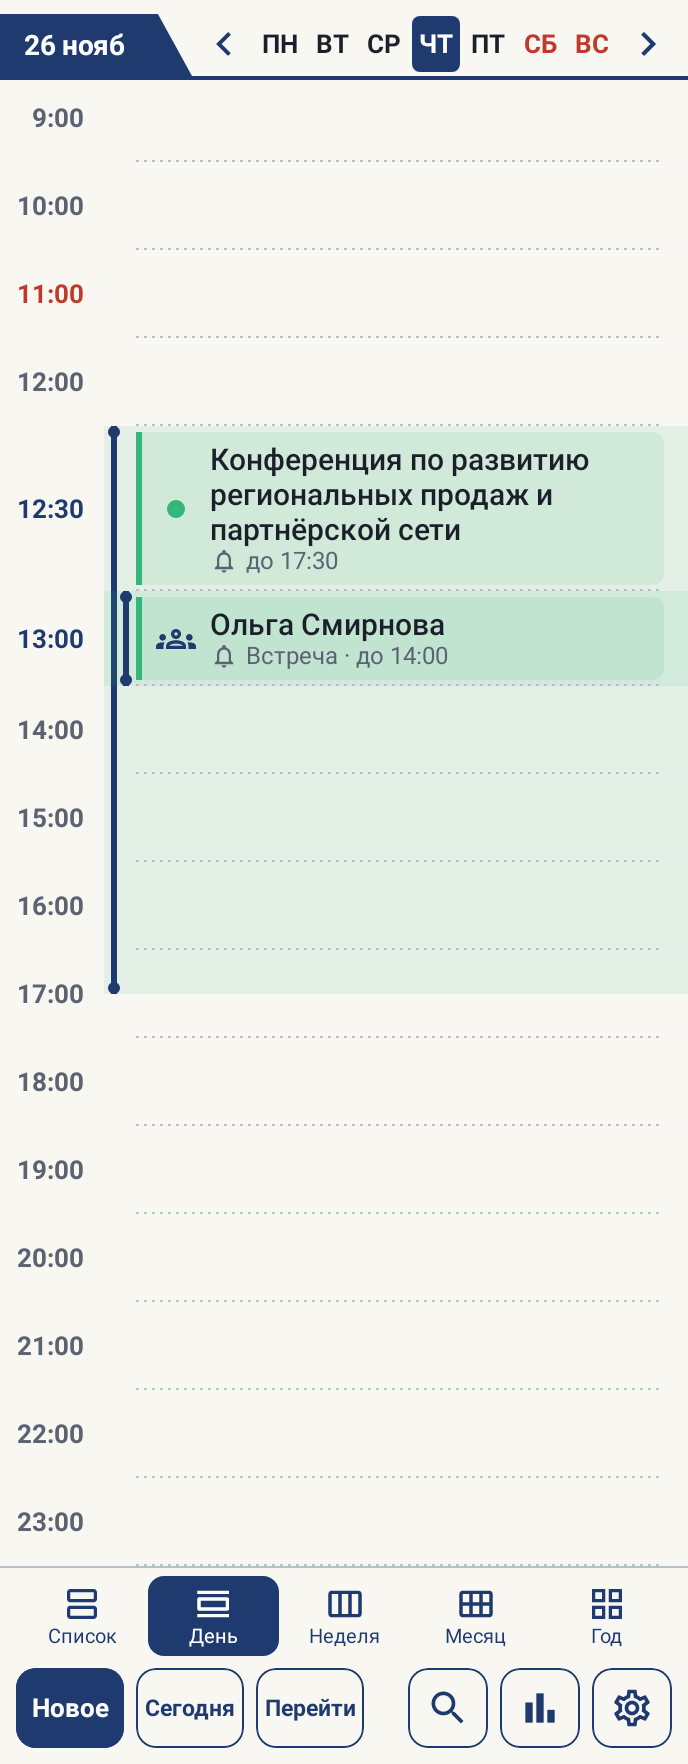 26 нояб
ПН ВТ СР ЧТ ПТ СБ ВС
9:00
10:00
11:00
12:00
12:30
Конференция по развитию
региональных продаж и
партнёрской сети
до 17:30
13:00
Ольга Смирнова
Встреча · до 14:00
14:00
15:00
16:00
17:00
18:00
19:00
20:00
21:00
22:00
23:00
Список День Неделя Месяц Год
Новое Сегодня Перейти